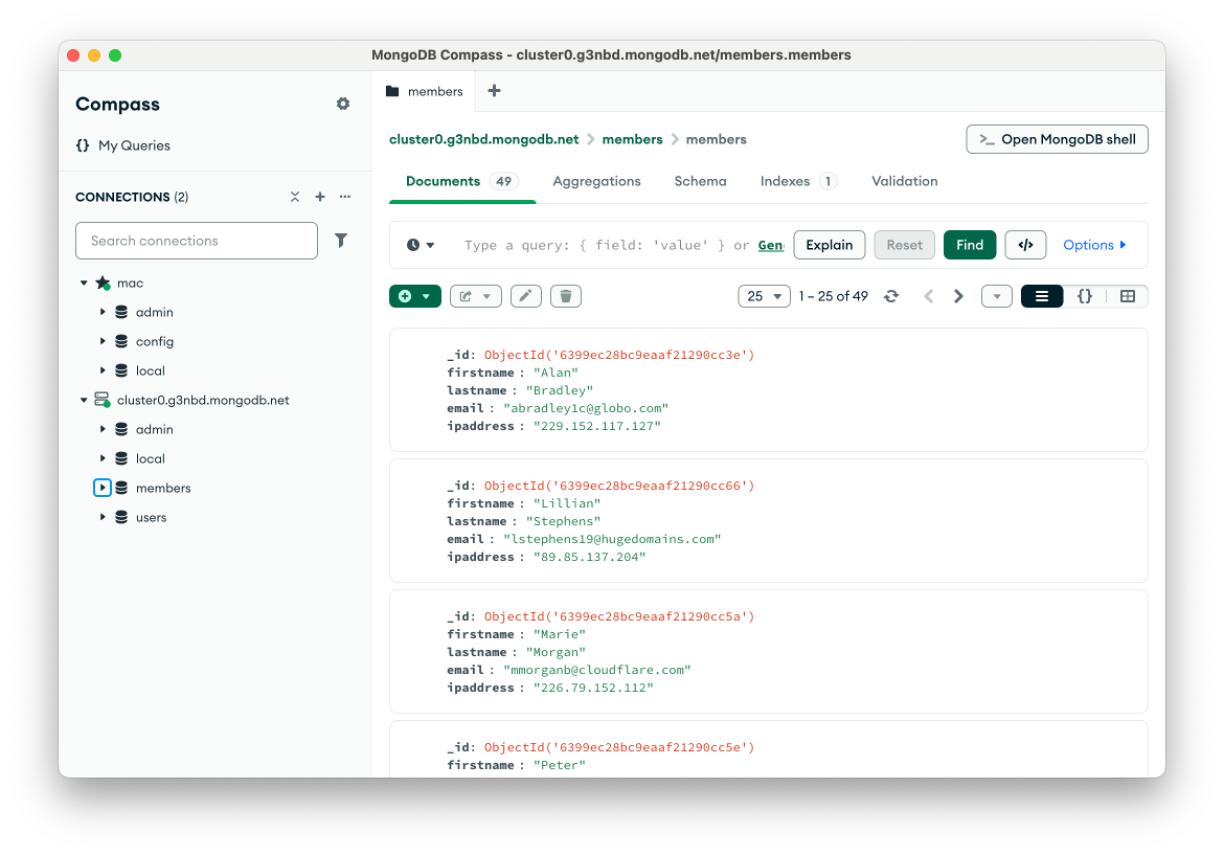 MongoDB Compass - cluster0.g3nbd.mongodb.net/members.members
Compass
{} My Queries
CONNECTIONS (2)
Search connections
mac
admin
config
local
cluster0.g3nbd.mongodb.net
admin
local
members
users
members
cluster0.g3nbd.mongodb.net > members > members
>_ Open MongoDB shell
Documents 49 Aggregations Schema Indexes 1 Validation
Type a query: { field: 'value' } or Gen
Explain Reset Find </> Options
25 1 – 25 of 49 {}
_id: ObjectId('6399ec28bc9eaaf21290cc3e')
firstname : "Alan"
lastname : "Bradley"
email : "abradley1c@globo.com"
ipaddress : "229.152.117.127"
_id: ObjectId('6399ec28bc9eaaf21290cc66')
firstname : "Lillian"
lastname : "Stephens"
email : "lstephens19@hugedomains.com"
ipaddress : "89.85.137.204"
_id: ObjectId('6399ec28bc9eaaf21290cc5a')
firstname : "Marie"
lastname : "Morgan"
email : "mmorganb@cloudflare.com"
ipaddress : "226.79.152.112"
_id: ObjectId('6399ec28bc9eaaf21290cc5e')
firstname : "Peter"